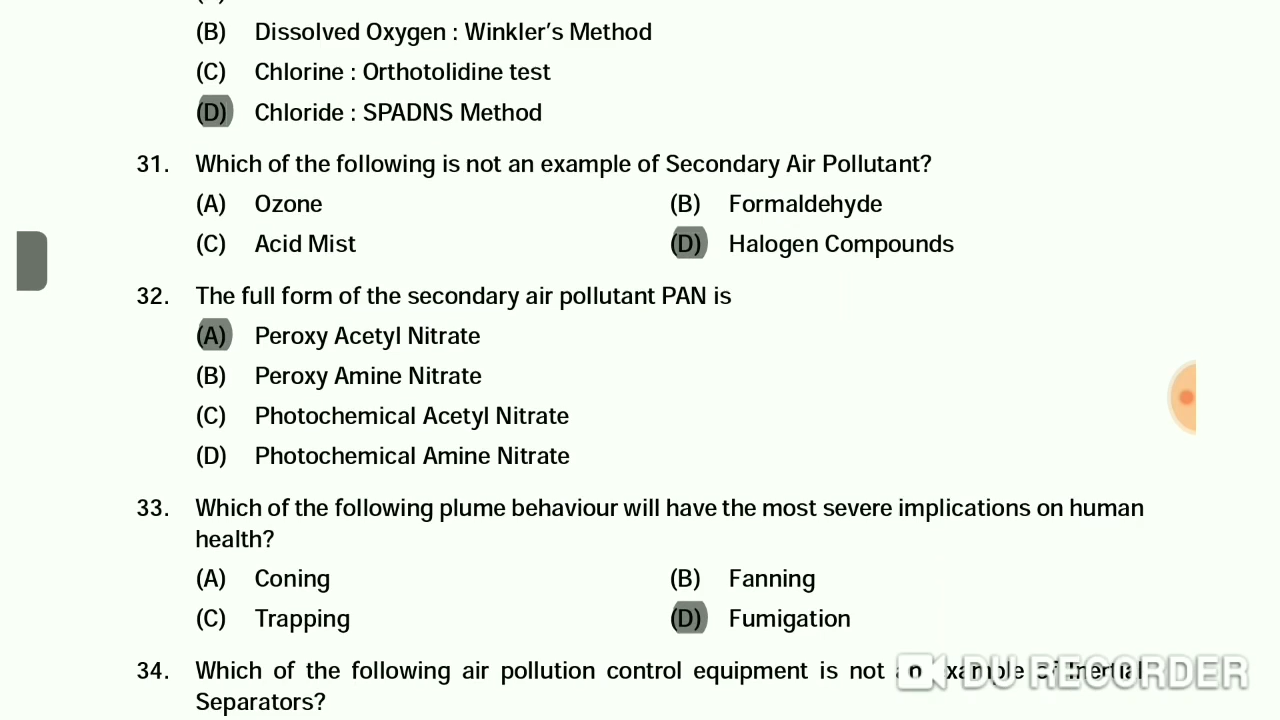 (B) Dissolved Oxygen : Winkler's Method
(C) Chlorine : Orthotolidine test
(D) Chloride : SPADNS Method
31. Which of the following is not an example of Secondary Air Pollutant?
(A) Ozone (B) Formaldehyde
(C) Acid Mist (D) Halogen Compounds
32. The full form of the secondary air pollutant PAN is
(A) Peroxy Acetyl Nitrate
(B) Peroxy Amine Nitrate
(C) Photochemical Acetyl Nitrate
(D) Photochemical Amine Nitrate
33. Which of the following plume behaviour will have the most severe implications on human
health?
(A) Coning (B) Fanning
(C) Trapping (D) Fumigation
34. Which of the following air pollution control equipment is not an example of Inertial
Separators?
DU RECORDER